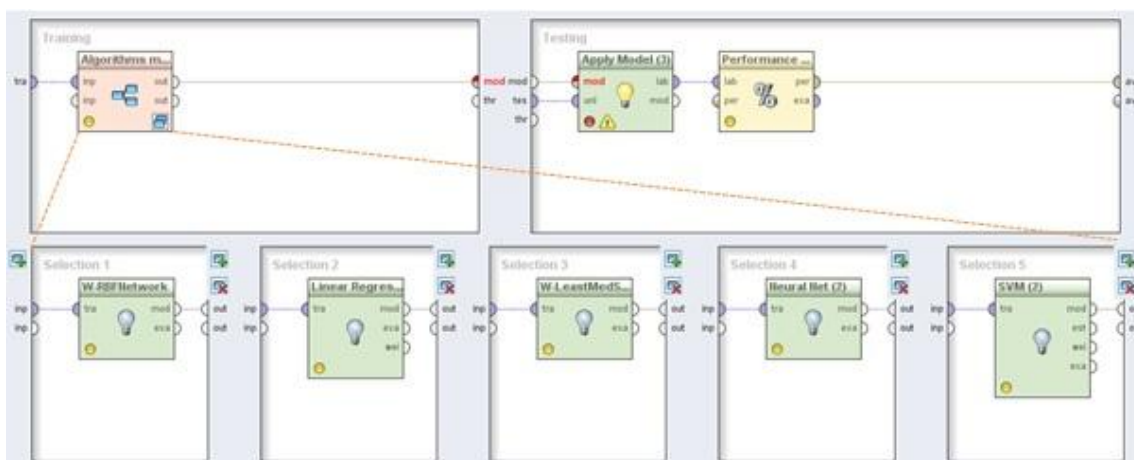 Training
Testing
Algorithms m...
Apply Model (3)
Performance ...
tra
inp
out
mod
mod
mod
lab
lab
per
inp
out
thr
tes
unl
mod
per
exa
thr
Selection 1
Selection 2
Selection 3
Selection 4
Selection 5
W-RBFNetwork
Linear Regres...
W-LeastMedS...
Neural Net (2)
SVM (2)
inp
tra
mod
out
inp
tra
mod
out
inp
tra
mod
out
inp
tra
mod
out
inp
tra
mod
inp
exa
out
inp
exa
out
inp
exa
out
inp
exa
out
inp
est
wei
wei
exa